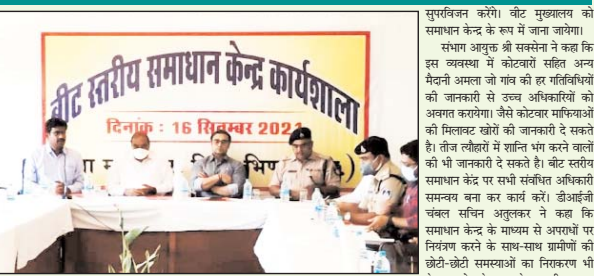 बीट स्तरीय समाधान केन्द्र कार्यशाला
दिनांक : 16 सितम्बर 2021
सुपरविजन करेंगे। वीट मुख्यालय को
समाधान केन्द्र के रूप में जाना जायेगा।
संभाग आयुक्त श्री सक्सेना ने कहा कि
इस व्यवस्था में कोटवारों सहित अन्य
मैदानी अमला जो गांव की हर गतिविधियों
की जानकारी से उच्च अधिकारियों को
अवगत करायेगा। जैसे कोटवार माफियाओं
की मिलावट खोरों की जानकारी दे सकते
है। तीज त्यौहारों में शान्ति भंग करने वालों
की भी जानकारी दे सकते है। बीट स्तरीय
समाधान केंद्र पर सभी संवंधित अधिकारी
समन्वय बना कर कार्य करें। डीआईजी
चंबल सचिन अतुलकर ने कहा कि
समाधान केन्द्र के माध्यम से अपराधों पर
नियंत्रण करने के साथ-साथ ग्रामीणों की
छोटी-छोटी समस्याओं का निराकरण भी